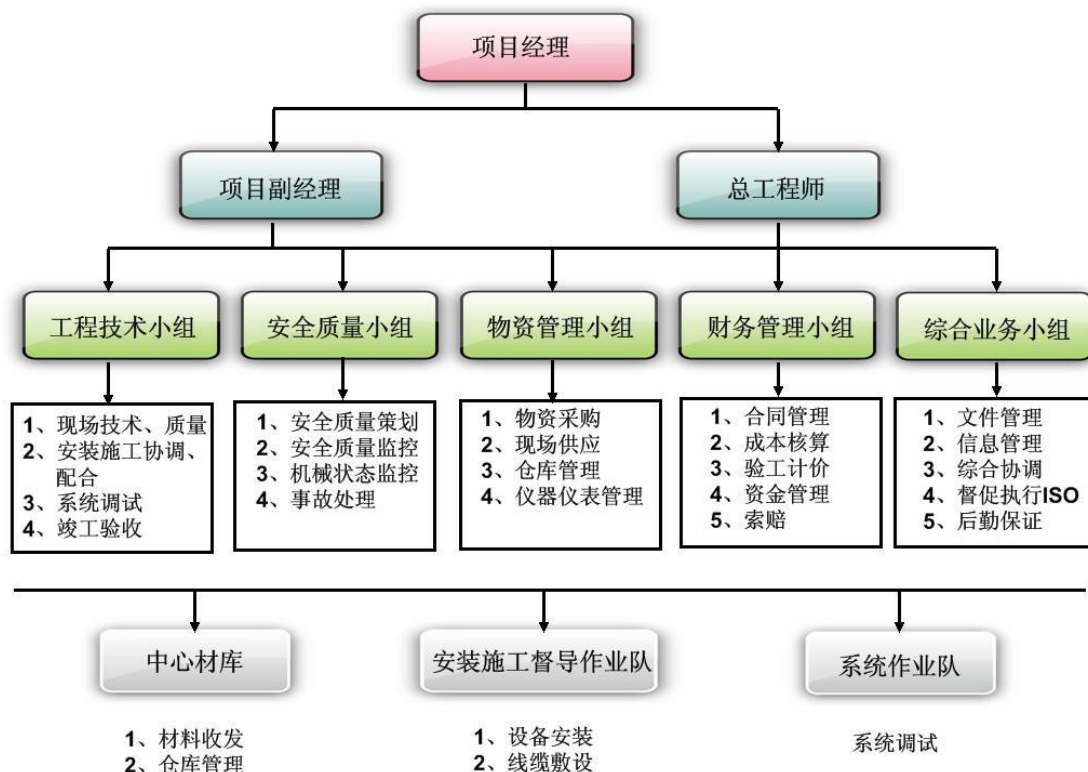 项目经理
项目副经理
总工程师
工程技术小组
安全质量小组
物资管理小组
财务管理小组
综合业务小组
1、现场技术、质量
2、安装施工协调、
配合
3、系统调试
4、竣工验收
1、安全质量策划
2、安全质量监控
3、机械状态监控
4、事故处理
1、物资采购
2、现场供应
3、仓库管理
4、仪器仪表管理
1、合同管理
2、成本核算
3、验工计价
4、资金管理
5、索赔
1、文件管理
2、信息管理
3、综合协调
4、督促执行ISO
5、后勤保证
中心材库
安装施工督导作业队
系统作业队
1、材料收发
2、仓库管理
1、设备安装
2、线缆敷设
系统调试